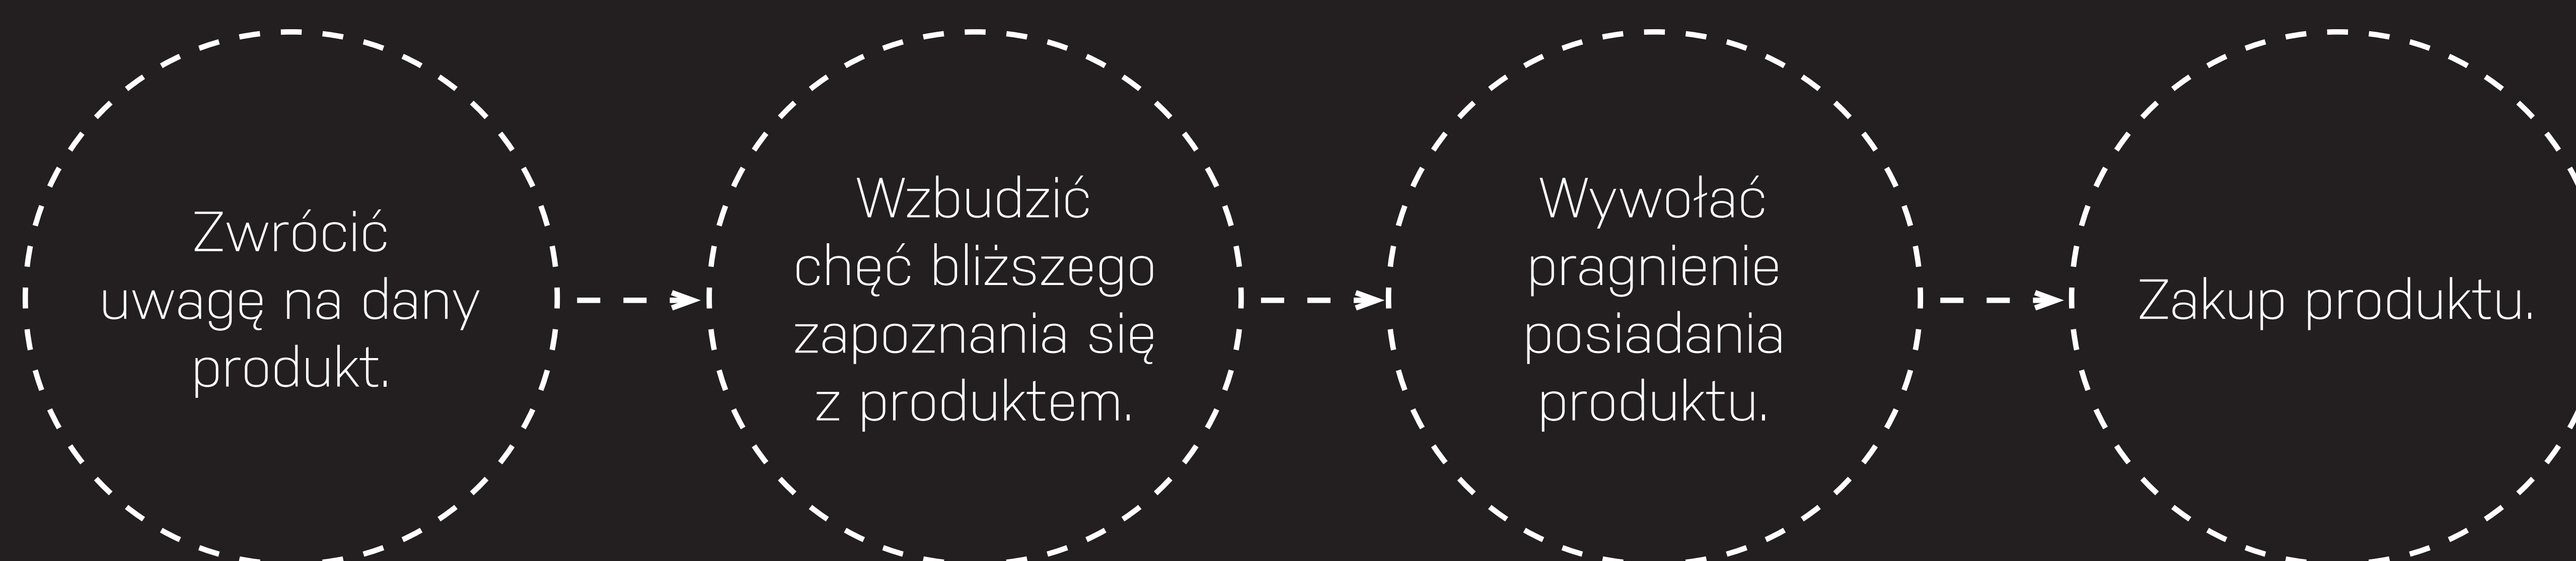 Zwrócić
uwagę na dany
produkt.
Wzbudzić
chęć bliższego
zapoznania się
z produktem.
Wywołać
pragnienie
posiadania
produktu.
Zakup produktu.